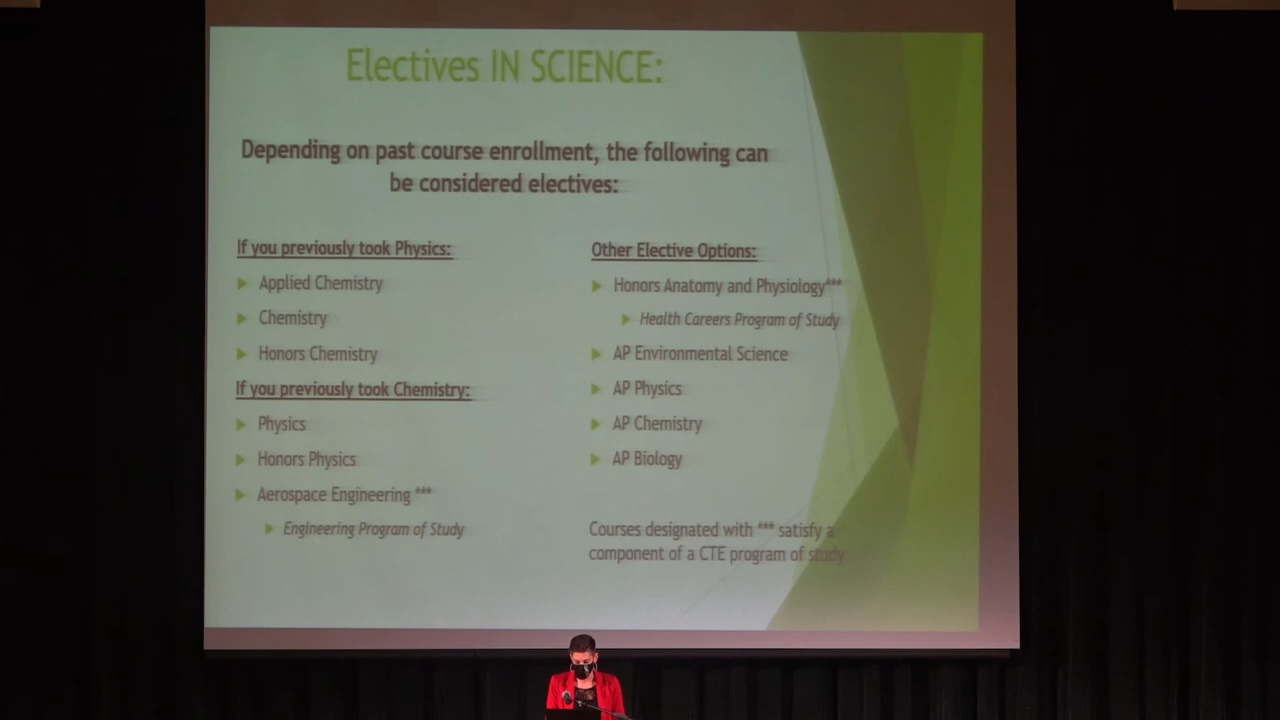 Electives IN SCIENCE:
Depending on past course enrollment, the following can
be considered electives:
If you previously took Physics:
Applied Chemistry
Chemistry
Honors Chemistry
If you previously took Chemistry:
Physics
Honors Physics
Aerospace Engineering ***
Engineering Program of Study
Other Elective Options:
Honors Anatomy and Physiology***
Health Careers Program of Study
AP Environmental Science
AP Physics
AP Chemistry
AP Biology
Courses designated with *** satisfy a
component of a CTE program of study